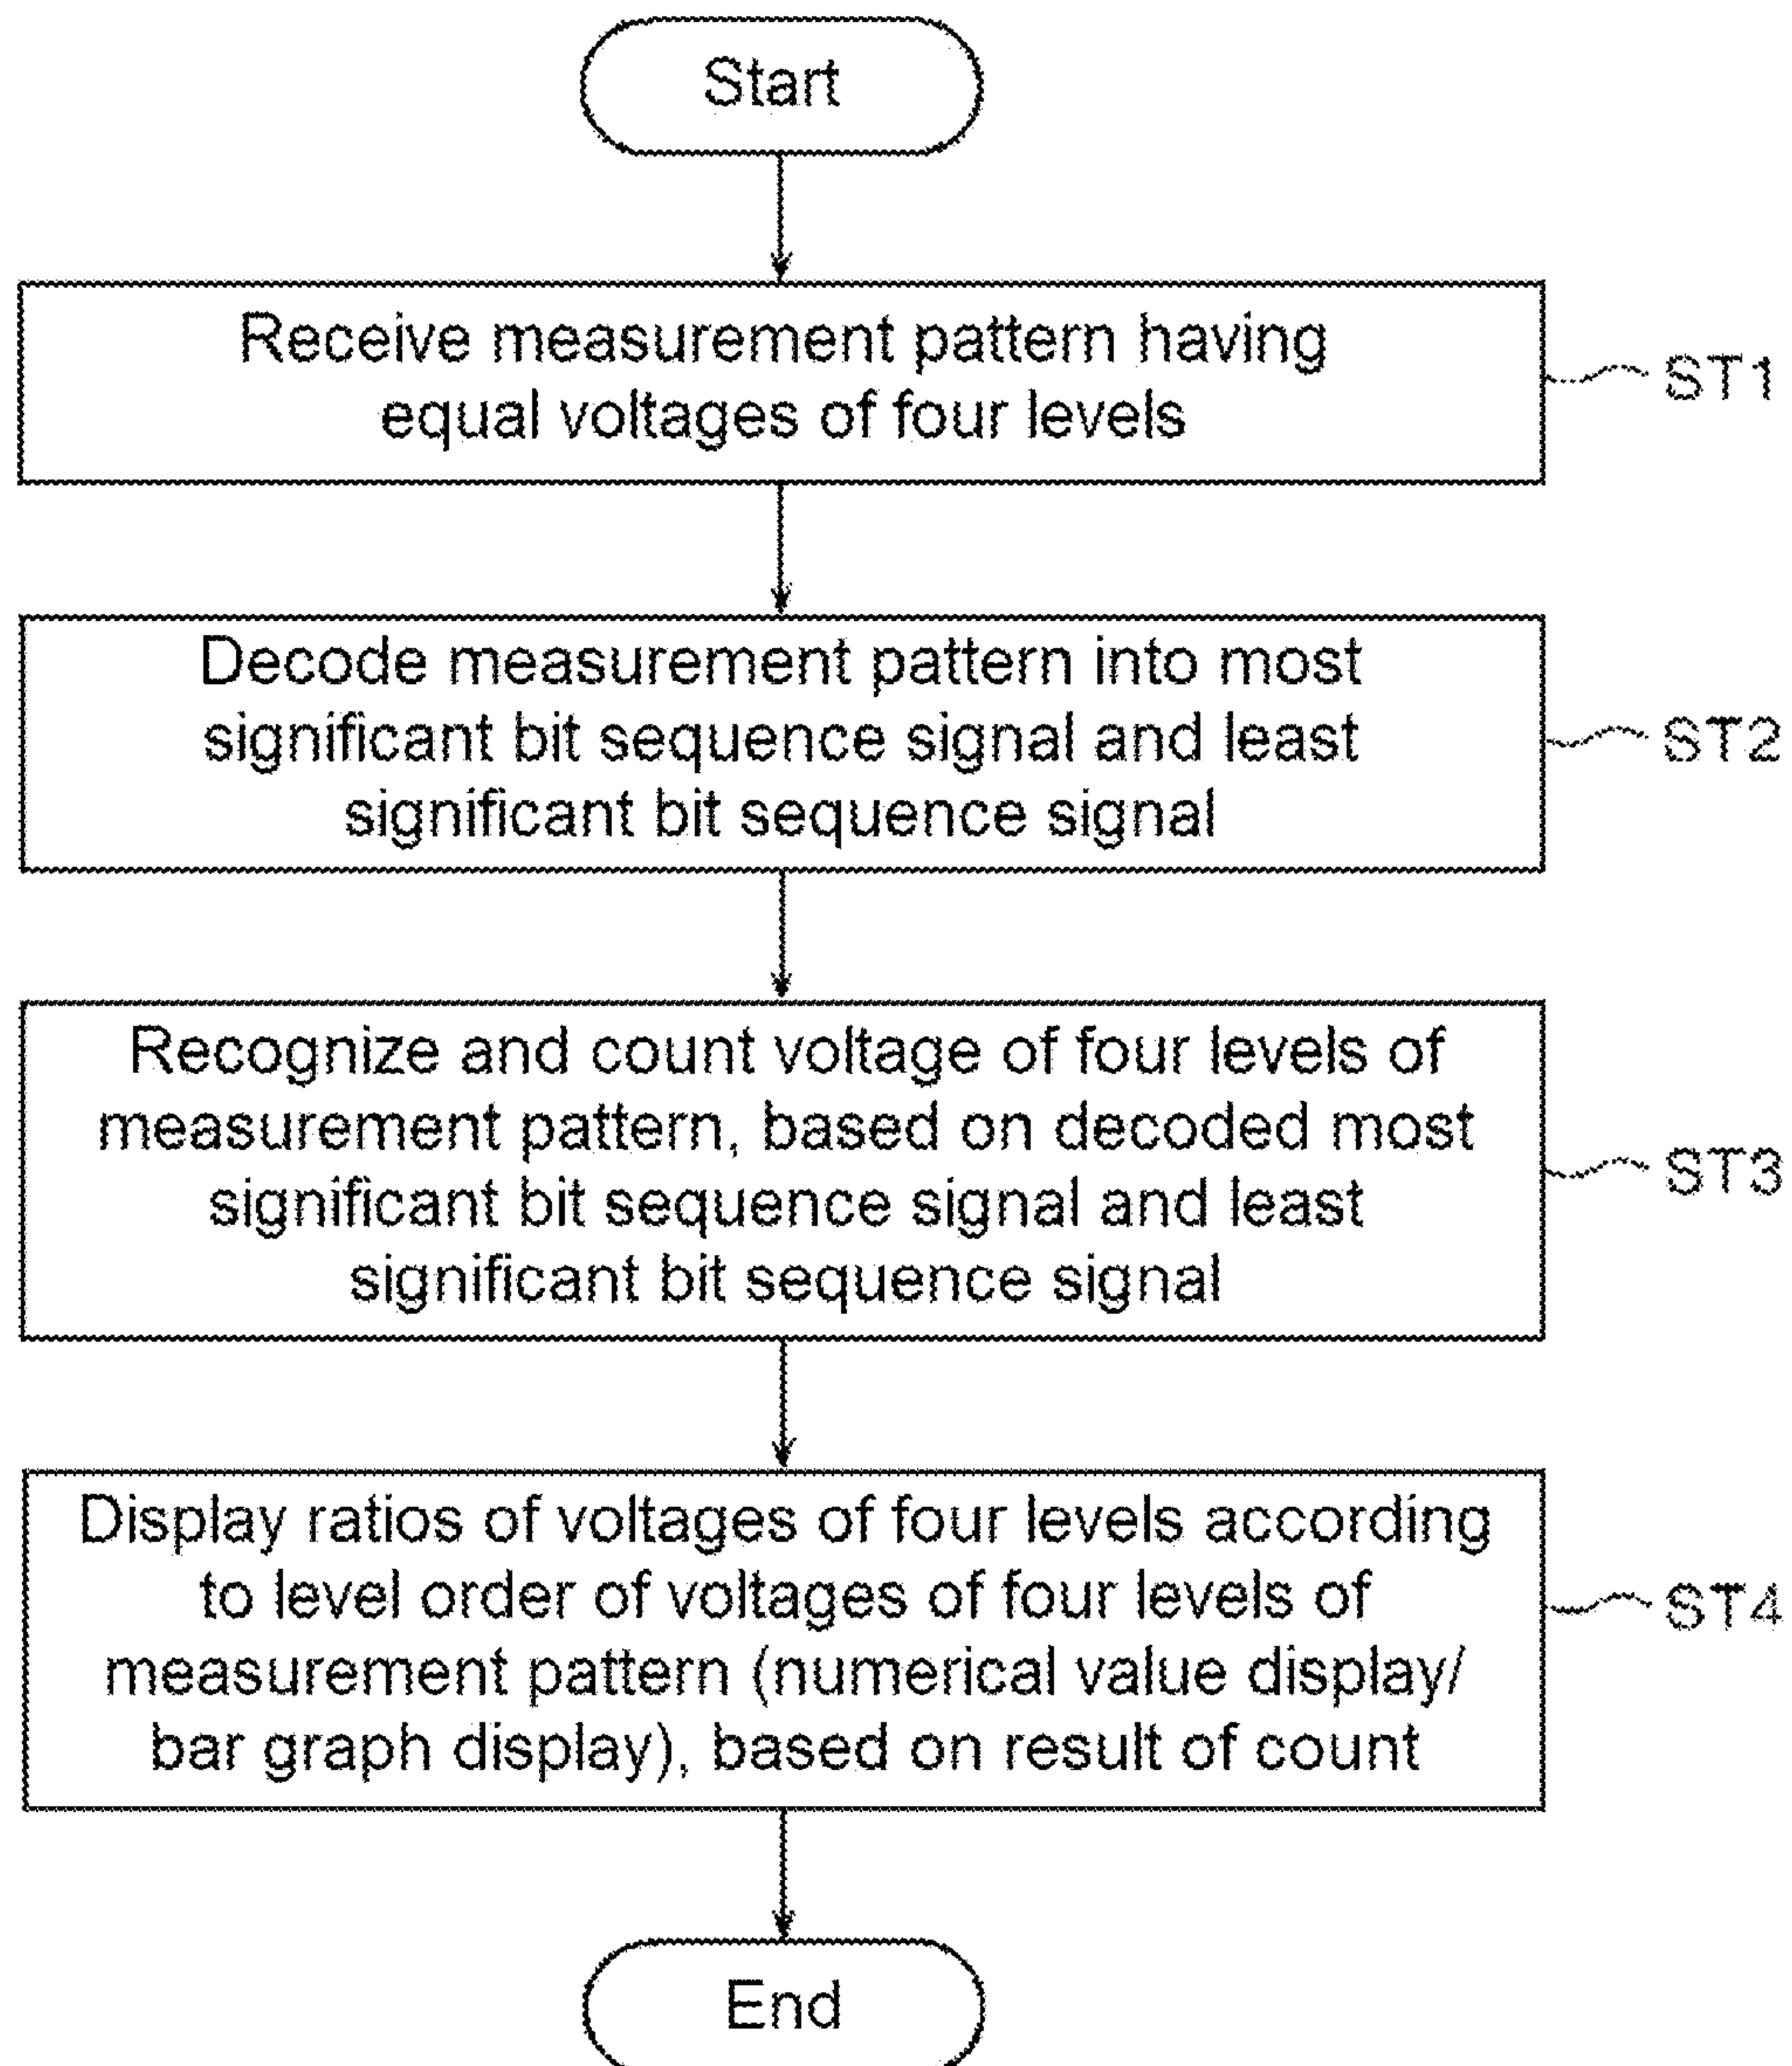 Start
Receive measurement pattern having
equal voltages of four levels
ST1
Decode measurement pattern into most
significant bit sequence signal and least
significant bit sequence signal
ST2
Recognize and count voltage of four levels of
measurement pattern, based on decoded most
significant bit sequence signal and least
significant bit sequence signal
ST3
Display ratios of voltages of four levels according
to level order of voltages of four levels of
measurement pattern (numerical value display/
bar graph display), based on result of count
ST4
End